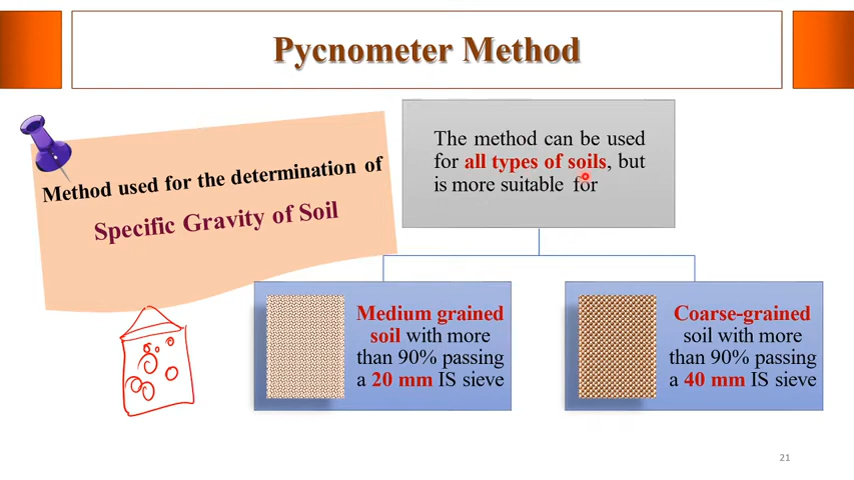 Pycnometer Method
Method used for the determination of
Specific Gravity of Soil
The method can be used
for all types of soils, but
is more suitable for
Medium grained
soil with more
than 90% passing
a 20 mm IS sieve
Coarse-grained
soil with more
than 90% passing
a 40 mm IS sieve
21